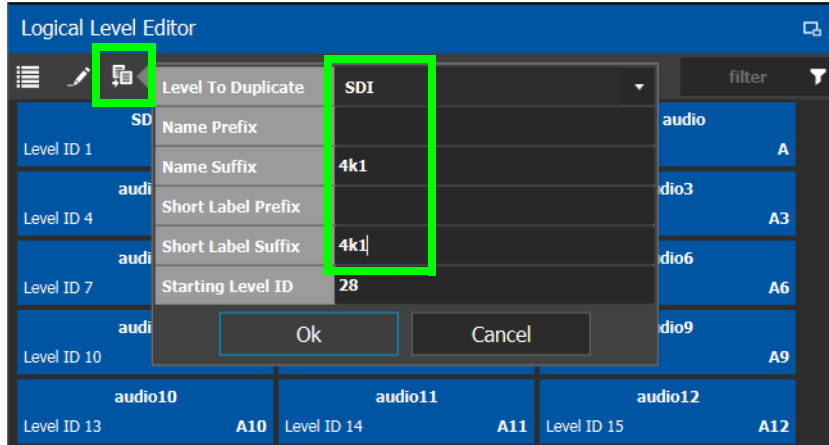 Logical Level Editor
filter
Level To Duplicate SDI
Name Prefix
Name Suffix 4k1
Short Label Prefix
Short Label Suffix 4k1
Starting Level ID 28
Ok Cancel
SD audio
Level ID 1 A
audi dio3
Level ID 4 A3
audi dio6
Level ID 7 A6
audi dio9
Level ID 10 A9
audio10 audio11 audio12
Level ID 13 A10 Level ID 14 A11 Level ID 15 A12